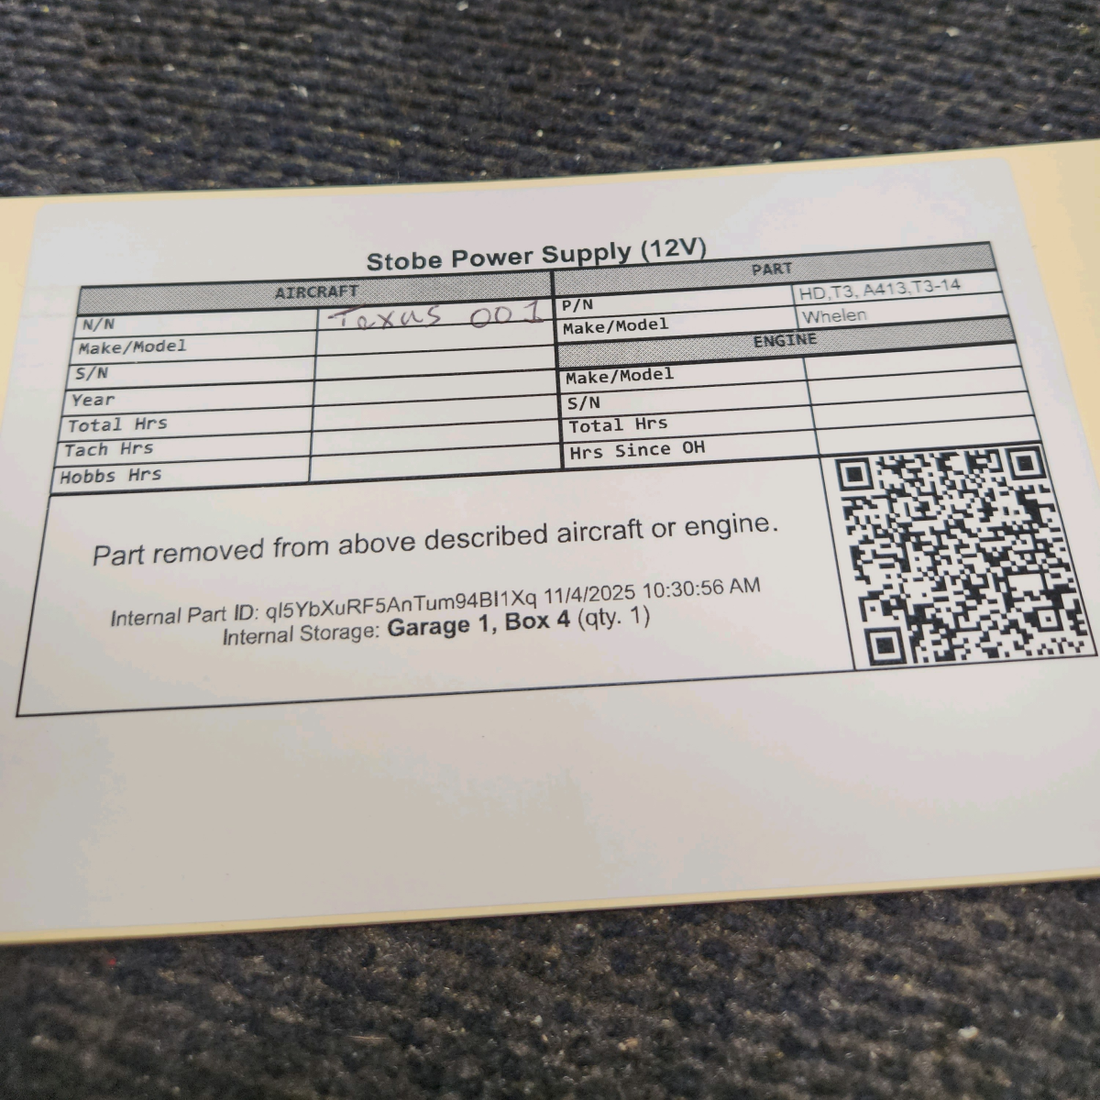 Stobe Power Supply (12V)
AIRCRAFT
N/N Texus 001
Make/Model
S/N
Year
Total Hrs
Tach Hrs
Hobbs Hrs
PART
P/N HD,T3, A413,T3-14
Make/Model Whelen
ENGINE
Make/Model
S/N
Total Hrs
Hrs Since OH
Part removed from above described aircraft or engine.
Internal Part ID: qI5YbXuRF5AnTum94BI1Xq 11/4/2025 10:30:56 AM
Internal Storage: Garage 1, Box 4 (qty. 1)